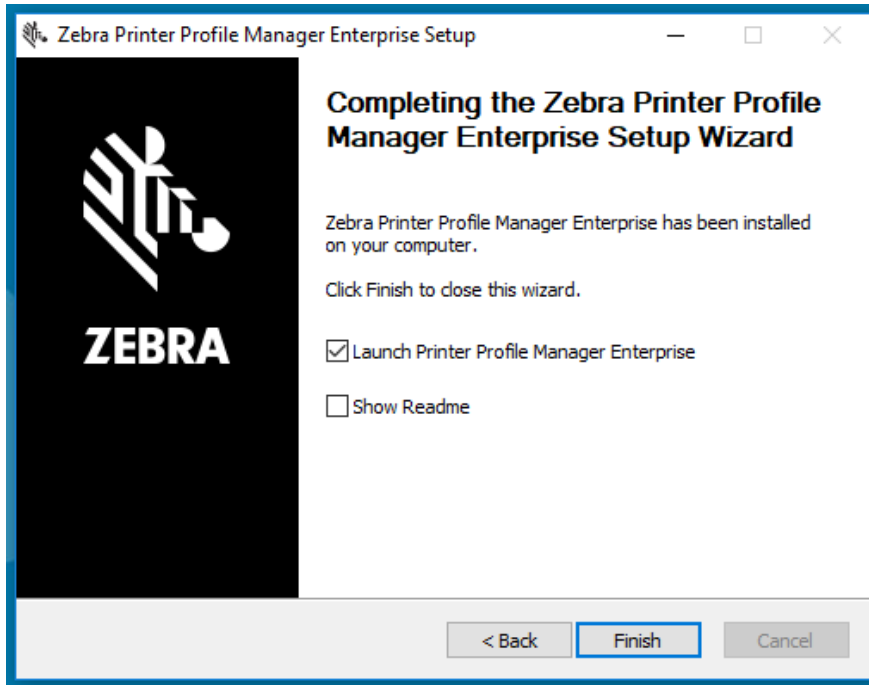 Zebra Printer Profile Manager Enterprise Setup
Completing the Zebra Printer Profile
Manager Enterprise Setup Wizard
Zebra Printer Profile Manager Enterprise has been installed
on your computer.
Click Finish to close this wizard.
ZEBRA
Launch Printer Profile Manager Enterprise
Show Readme
< Back
Finish
Cancel